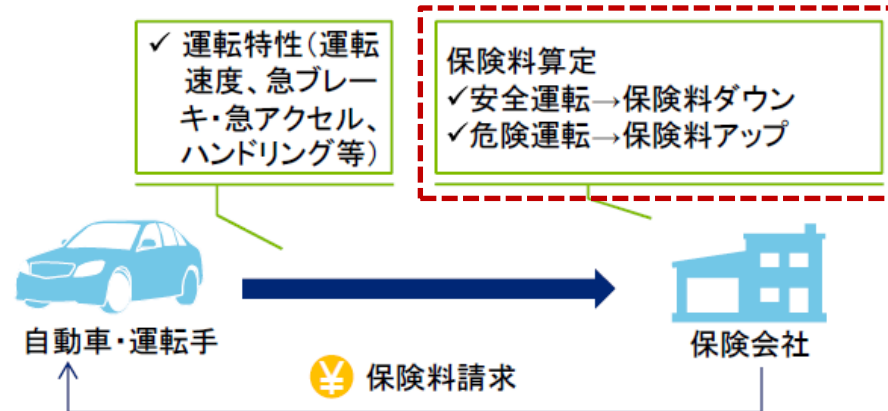 ✓ 運転特性(運転
速度、急ブレー
キ・急アクセル、
ハンドリング等)
保険料算定
✓安全運転→保険料ダウン
✓危険運転→保険料アップ
自動車・運転手
保険会社
¥ 保険料請求